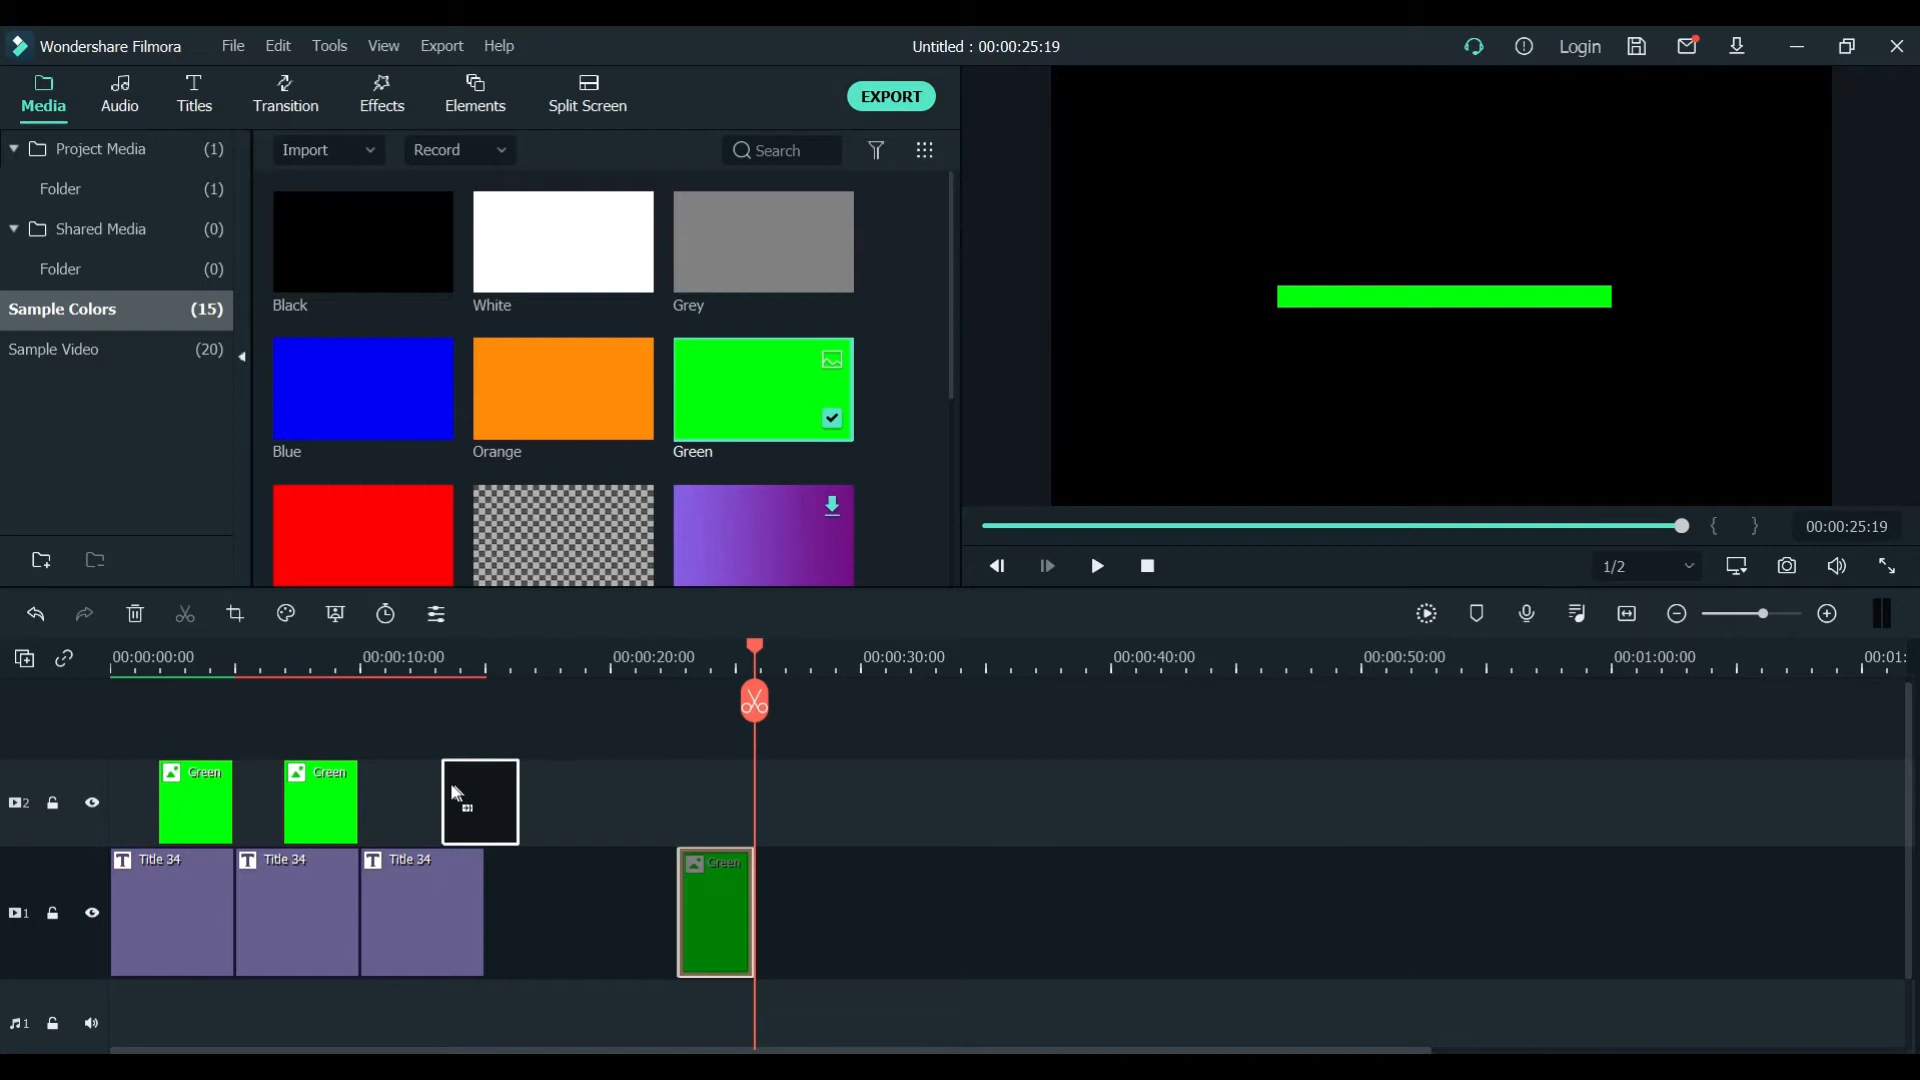 Wondershare Filmora File Edit Tools View Export Help Untitled : 00:00:25:19 Login
Media Audio Titles Transition Effects Elements Split Screen EXPORT
Project Media (1)
Folder (1)
Shared Media (0)
Folder (0)
Sample Colors (15)
Sample Video (20)
Import Record Search
Black White Grey
Blue Orange Green
{ } 00:00:25:19
1/2
00:00:00:00 00:00:10:00 00:00:20:00 00:00:30:00 00:00:40:00 00:00:50:00 00:01:00:00 00:01:
2 Green Green
1 Title 34 Title 34 Title 34 Green
1